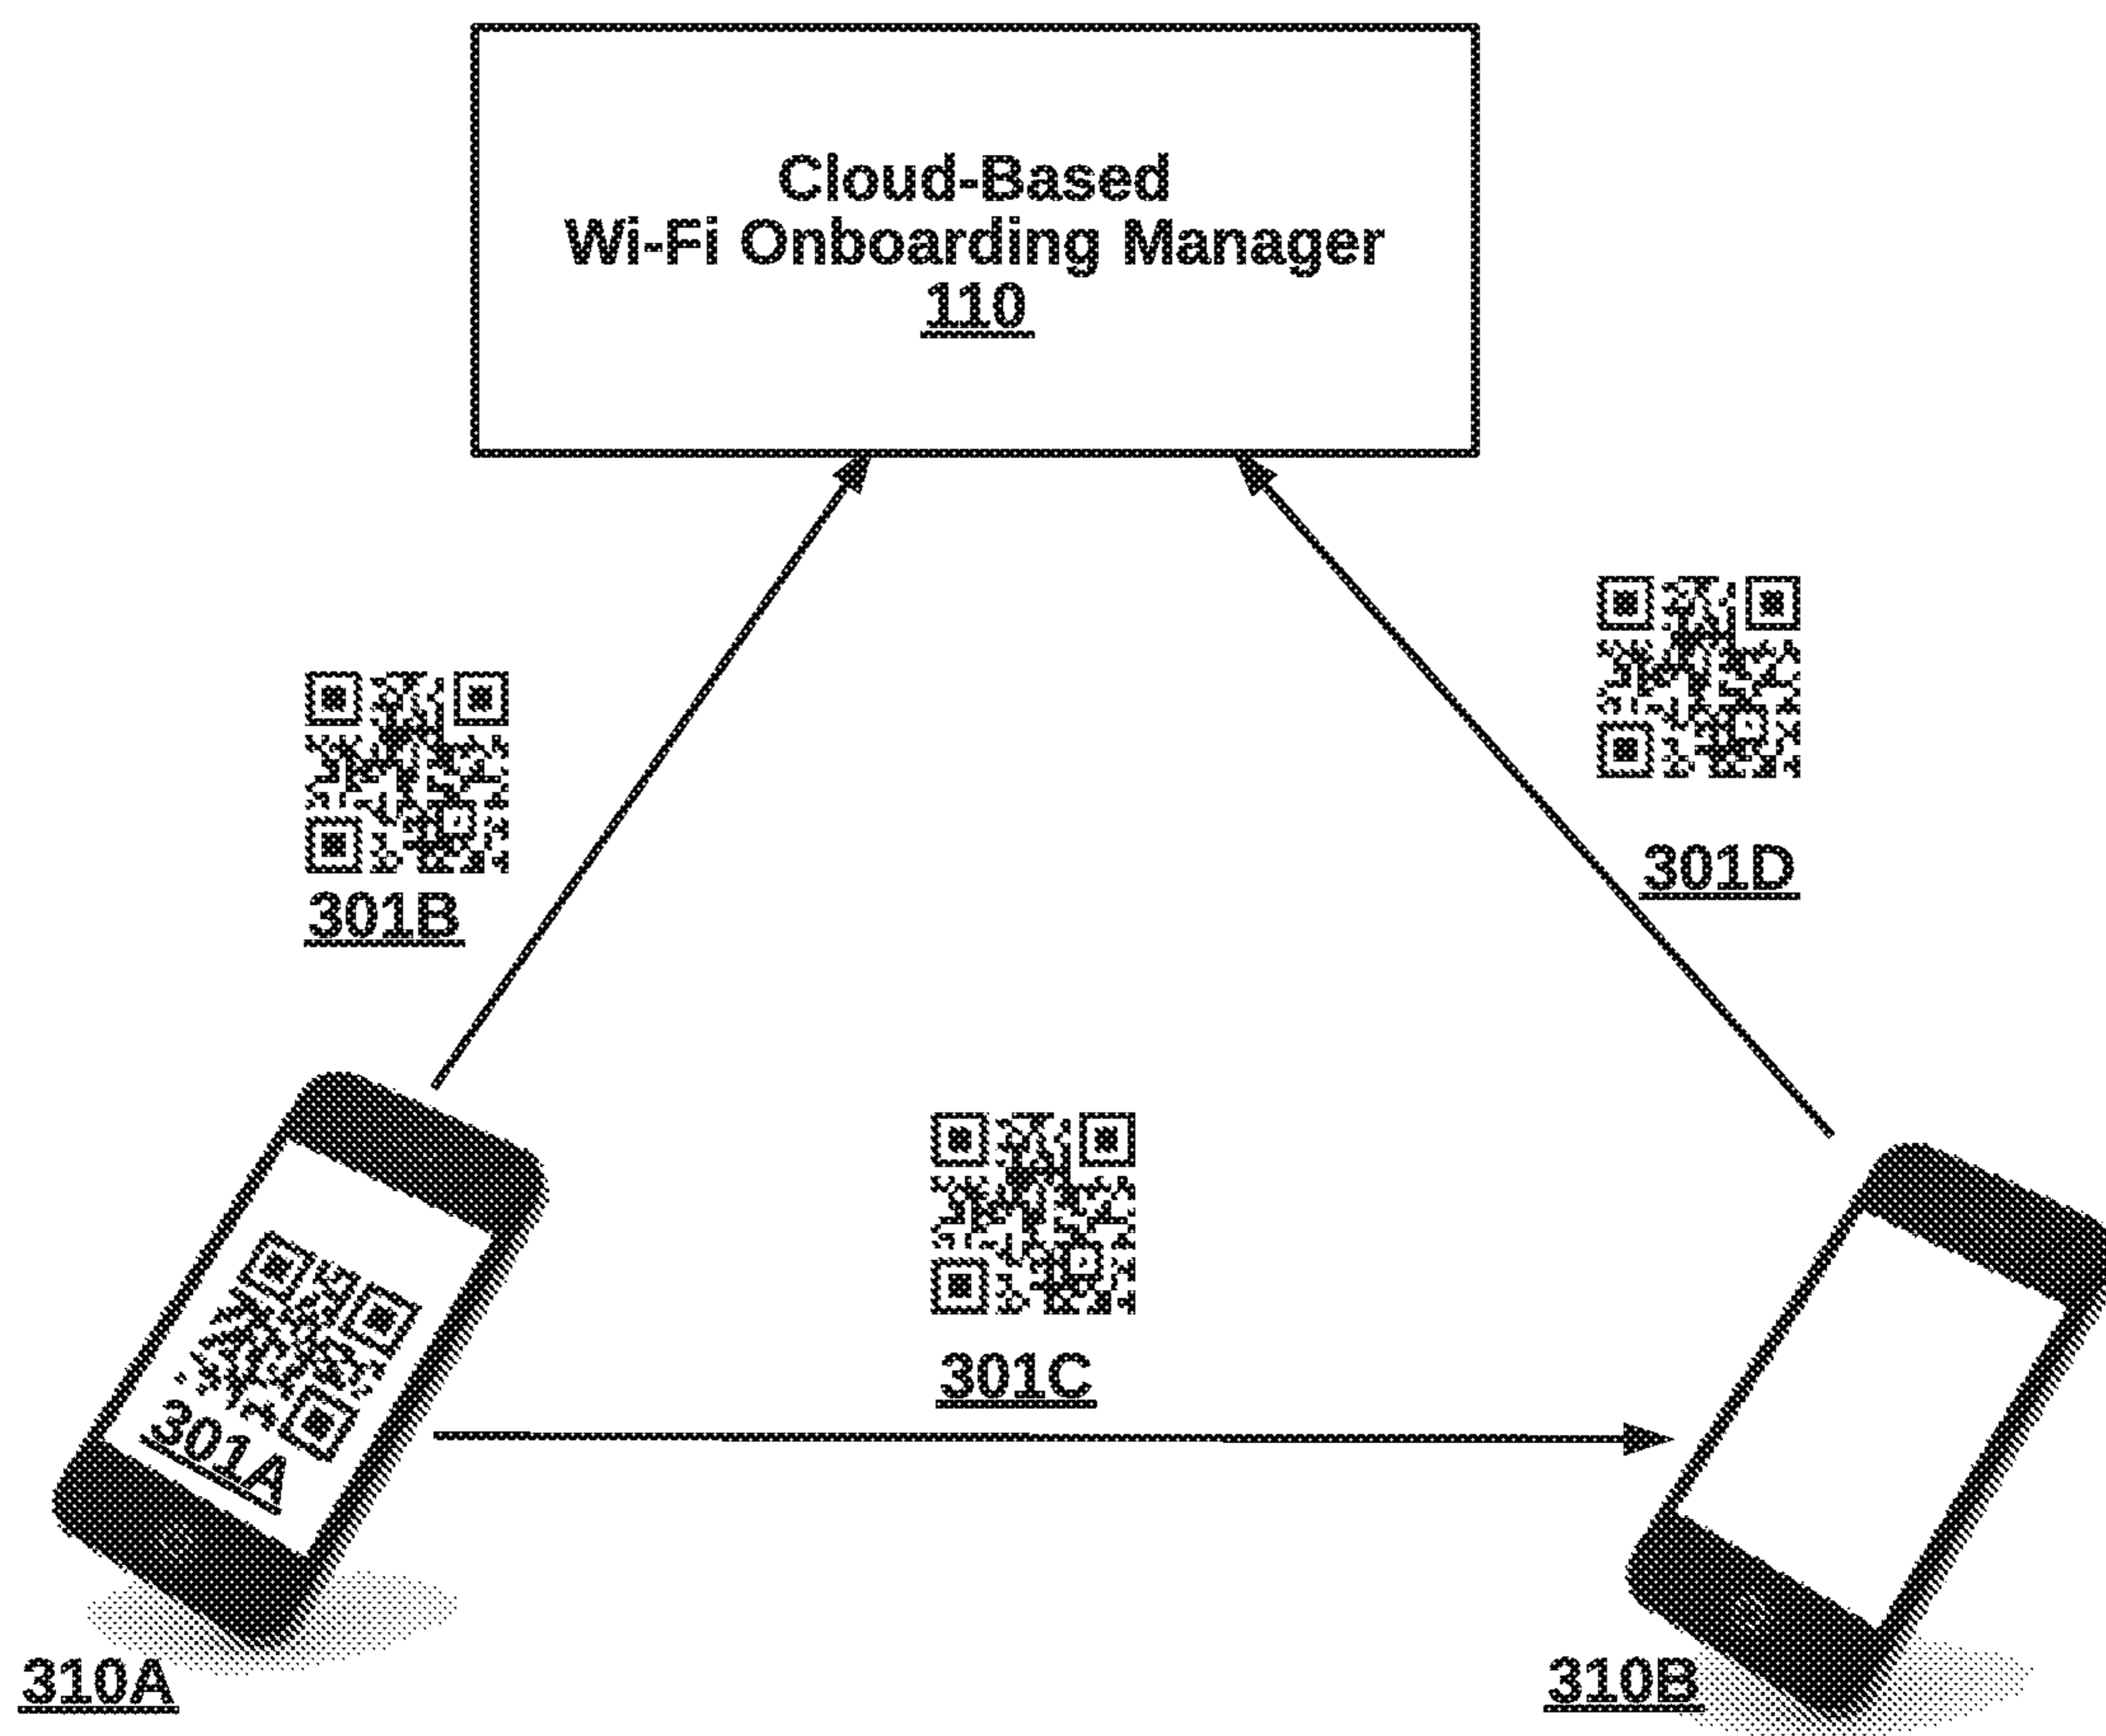 Cloud-Based
Wi-Fi Onboarding Manager
110
301B
301D
301C
301A
310A
310B